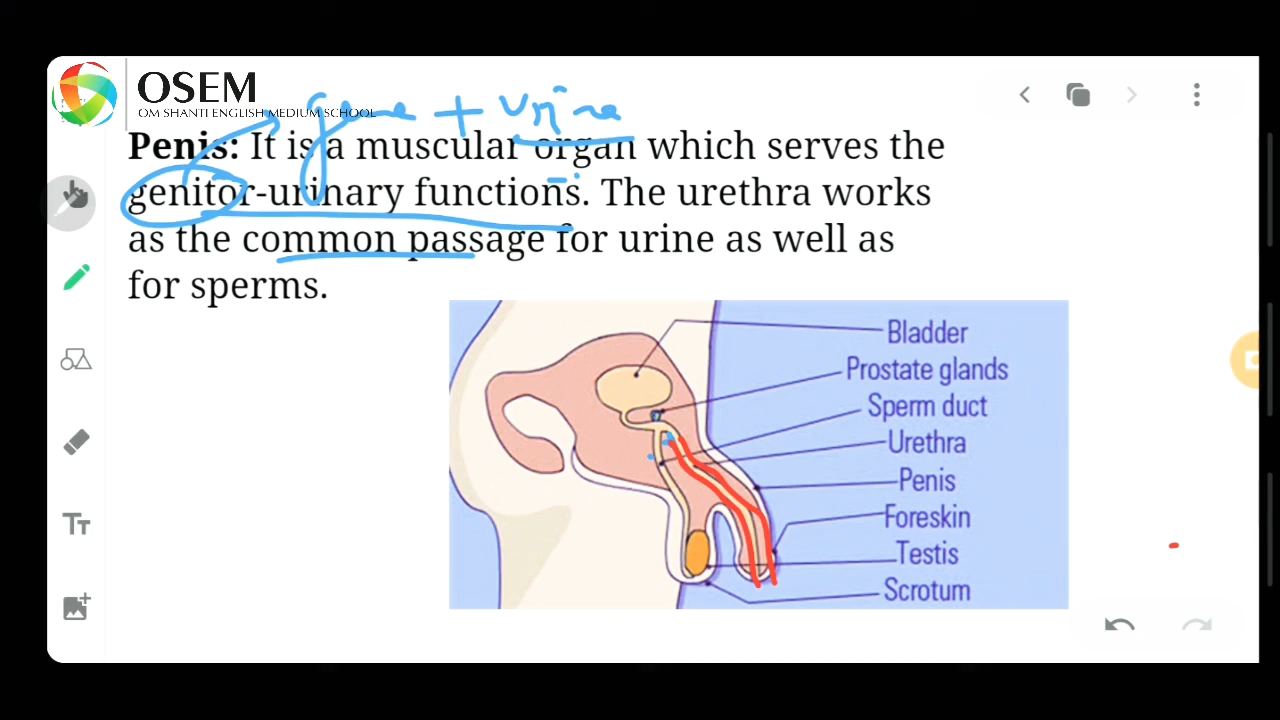 OSEM
OM SHANTI ENGLISH MEDIUM SCHOOL
gene + urine
Penis: It is a muscular organ which serves the
genitor-urinary functions. The urethra works
as the common passage for urine as well as
for sperms.
Bladder
Prostate glands
Sperm duct
Urethra
Penis
Foreskin
Testis
Scrotum
TT